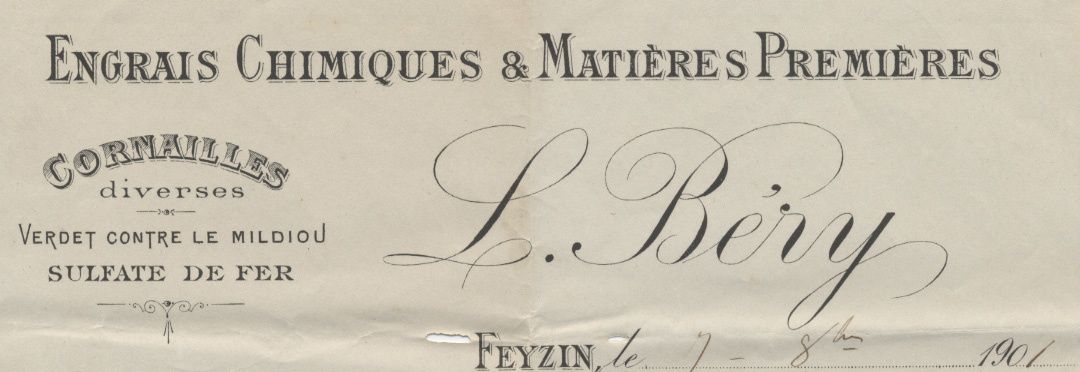 ENGRAIS CHIMIQUES & MATIÈRES PREMIÈRES
CORNAILLES
diverses
VERDET CONTRE LE MILDIOU
SULFATE DE FER
L. Béry
FEYZIN, le 7 - 8bre 1901